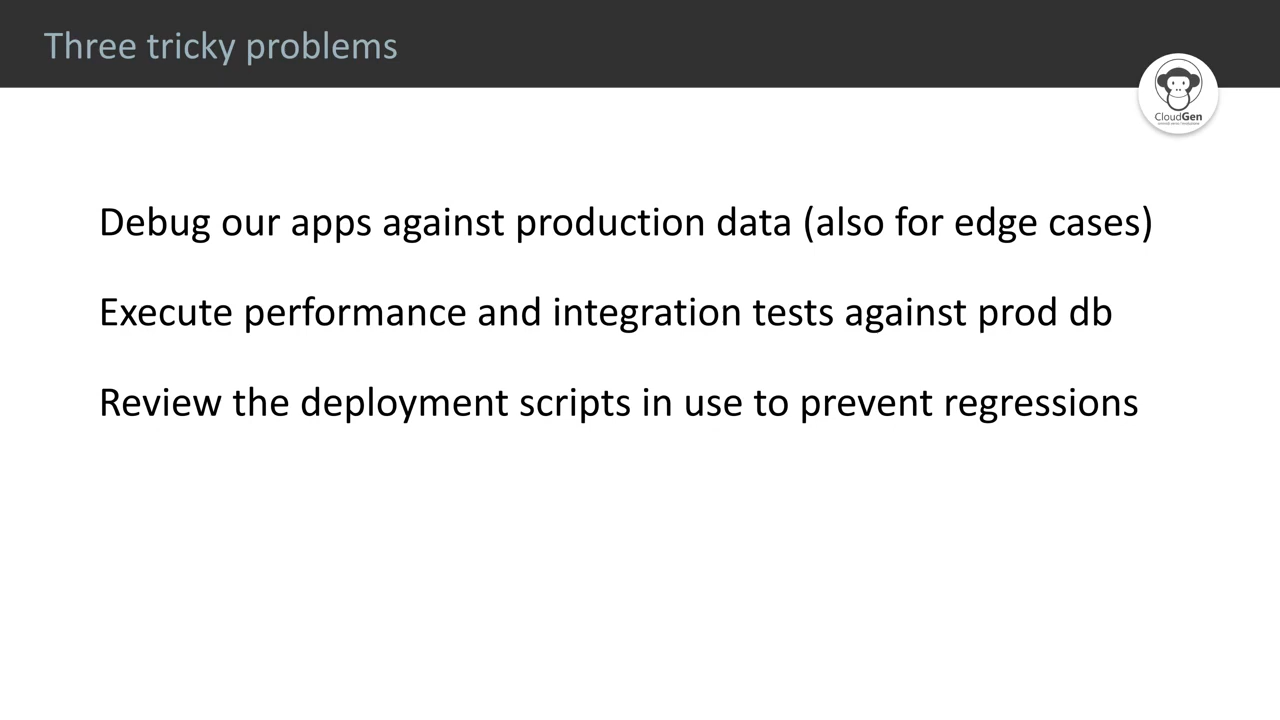 Three tricky problems
CloudGen
Debug our apps against production data (also for edge cases)
Execute performance and integration tests against prod db
Review the deployment scripts in use to prevent regressions